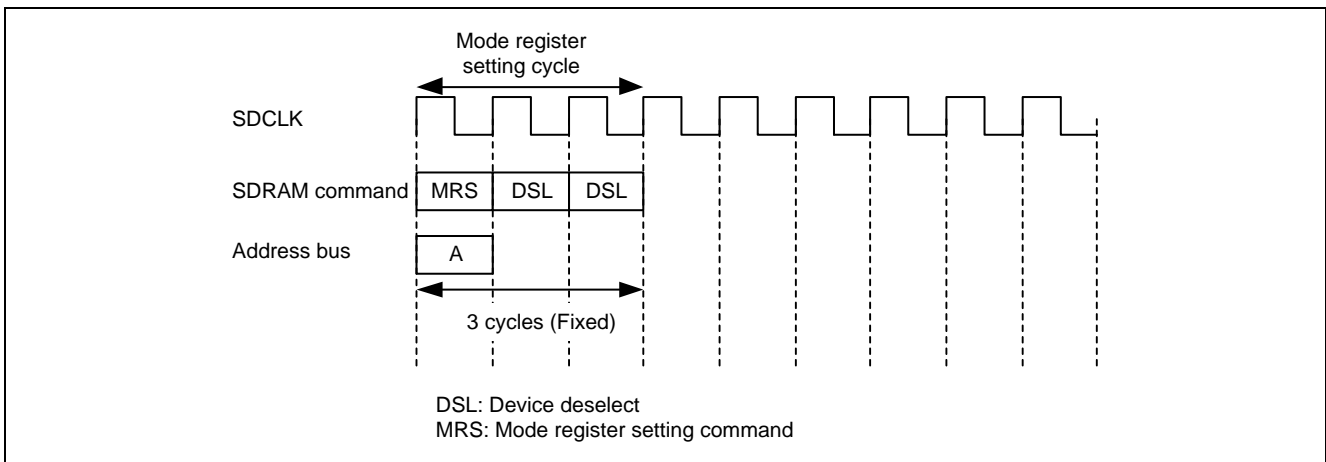 Mode register
setting cycle
SDCLK
SDRAM command MRS DSL DSL
Address bus A
3 cycles (Fixed)
DSL: Device deselect
MRS: Mode register setting command